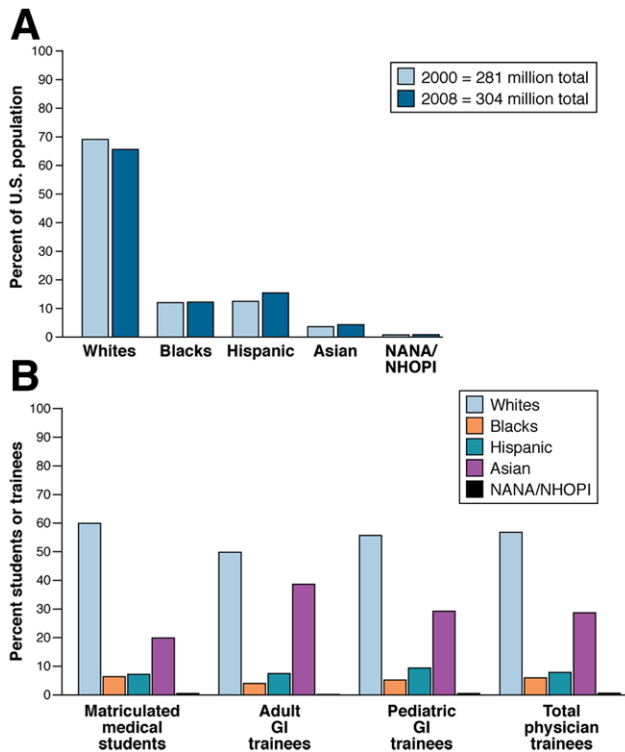 A
Percent of U.S. population
100
90
80
70
60
50
40
30
20
10
0
2000 = 281 million total
2008 = 304 million total
Whites
Blacks
Hispanic
Asian
NANA/
NHOPI
B
Percent students or trainees
100
90
80
70
60
50
40
30
20
10
0
Whites
Blacks
Hispanic
Asian
NANA/NHOPI
Matriculated
medical
students
Adult
GI
trainees
Pediatric
GI
trainees
Total
physician
trainees